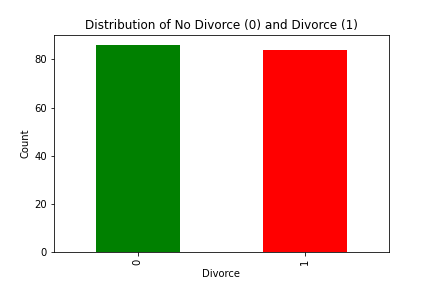 Distribution of No Divorce (0) and Divorce (1)
80
60
40
20
0
Count
0
1
Divorce